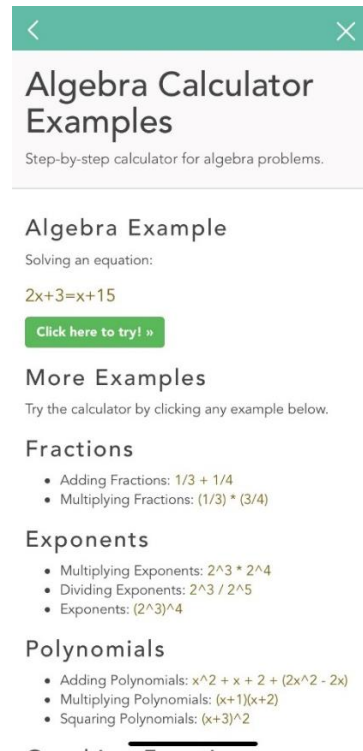 Algebra Calculator
Examples
Step-by-step calculator for algebra problems.
Algebra Example
Solving an equation:
2x+3=x+15
Click here to try! »
More Examples
Try the calculator by clicking any example below.
Fractions
• Adding Fractions: 1/3 + 1/4
• Multiplying Fractions: (1/3) * (3/4)
Exponents
• Multiplying Exponents: 2^3 * 2^4
• Dividing Exponents: 2^3 / 2^5
• Exponents: (2^3)^4
Polynomials
• Adding Polynomials: x^2 + x + 2 + (2x^2 - 2x)
• Multiplying Polynomials: (x+1)(x+2)
• Squaring Polynomials: (x+3)^2